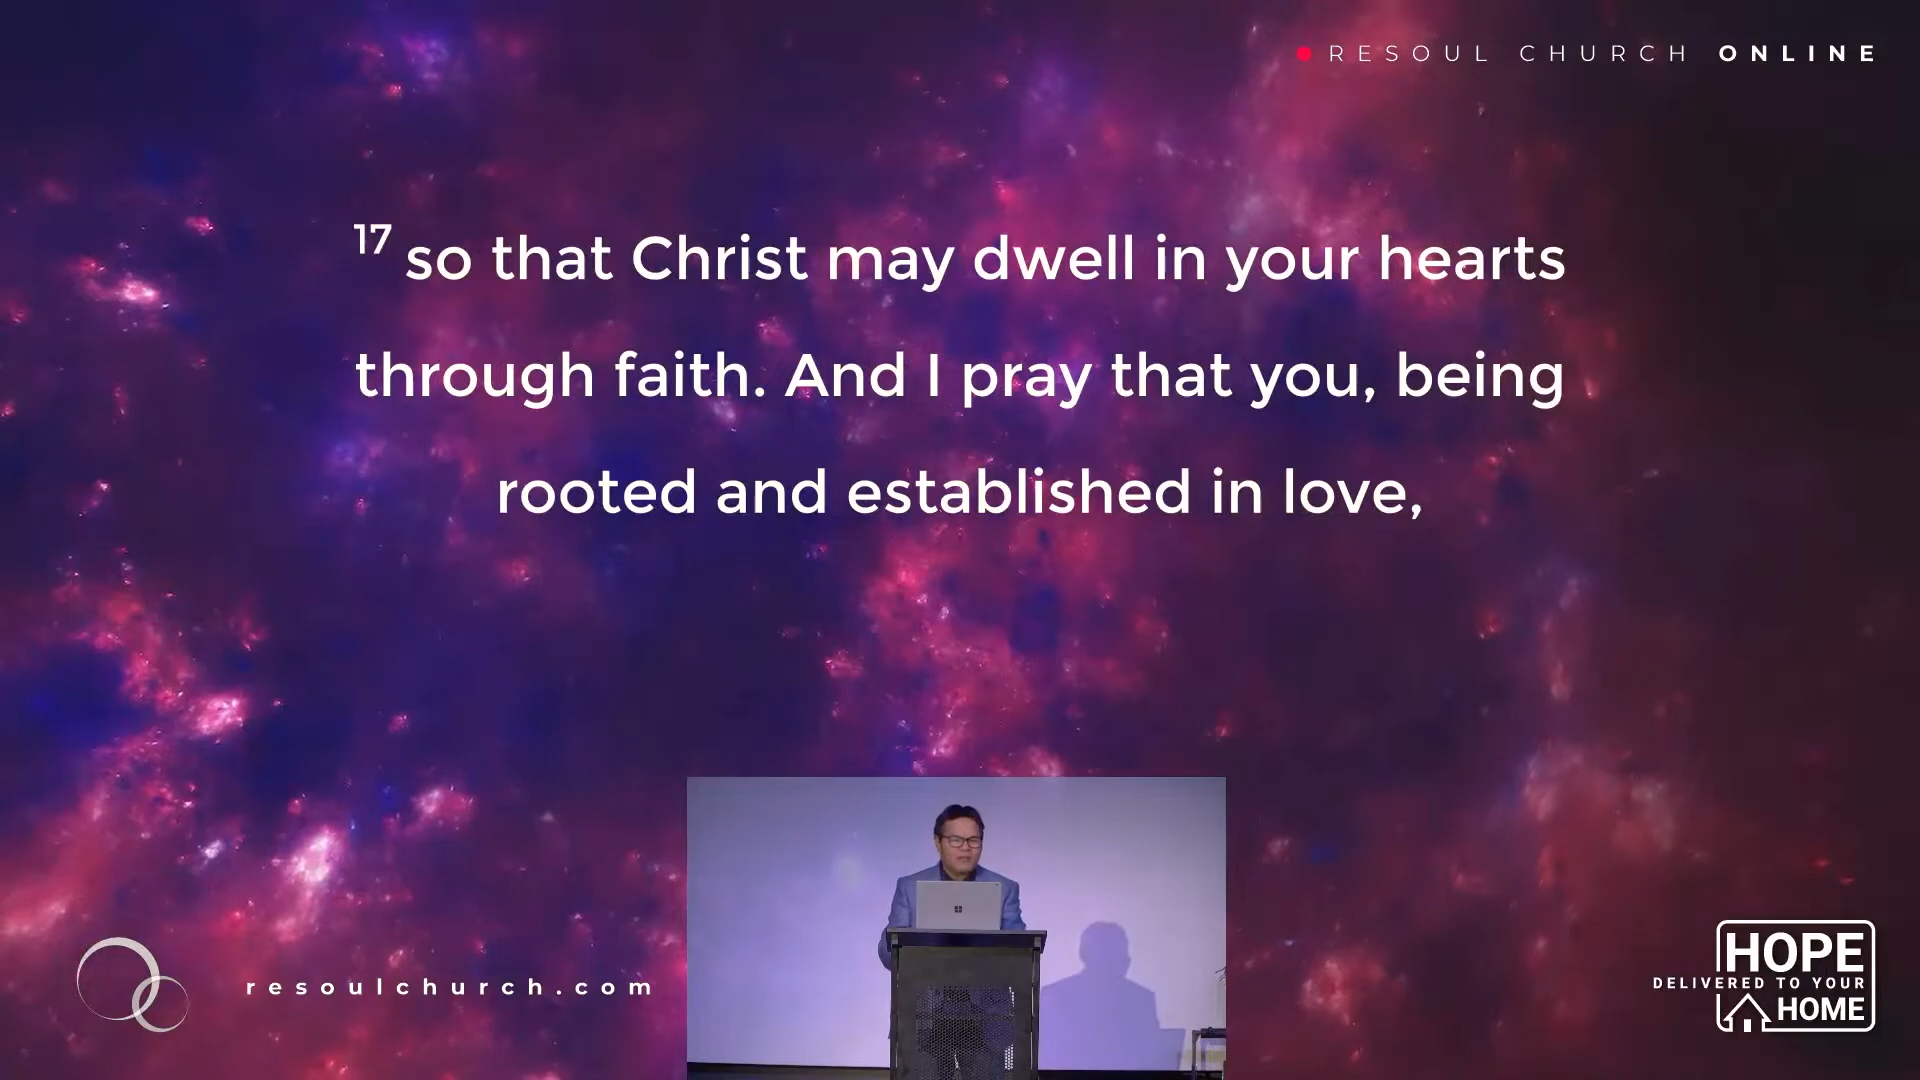 RESOUL CHURCH ONLINE
17 so that Christ may dwell in your hearts
through faith. And I pray that you, being
rooted and established in love,
resoulchurch.com
HOPE
DELIVERED TO YOUR
HOME